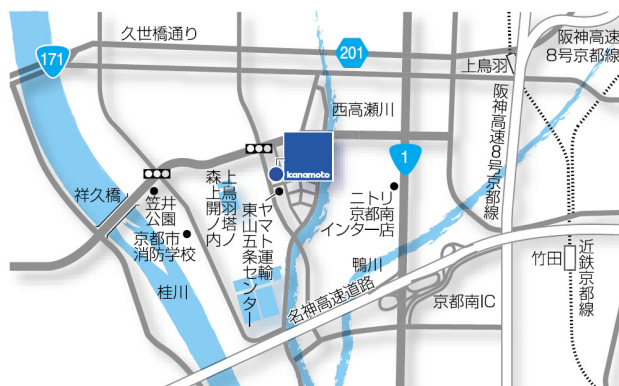 久世橋通り
171
201
上鳥羽
阪神高速
8号京都線
阪神高速8号京都線
西高瀬川
kanamoto
1
祥久橋
笠井
公園
京都市
消防学校
上鳥羽塔ノ
森上開ノ内
ヤマト運輸
東山五条センター
ニトリ
京都南
インター店
鴨川
桂川
名神高速道路
京都南IC
竹田
近鉄京都線